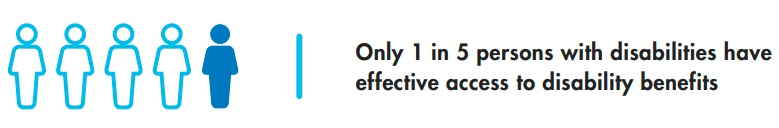 Only 1 in 5 persons with disabilities have
effective access to disability benefits